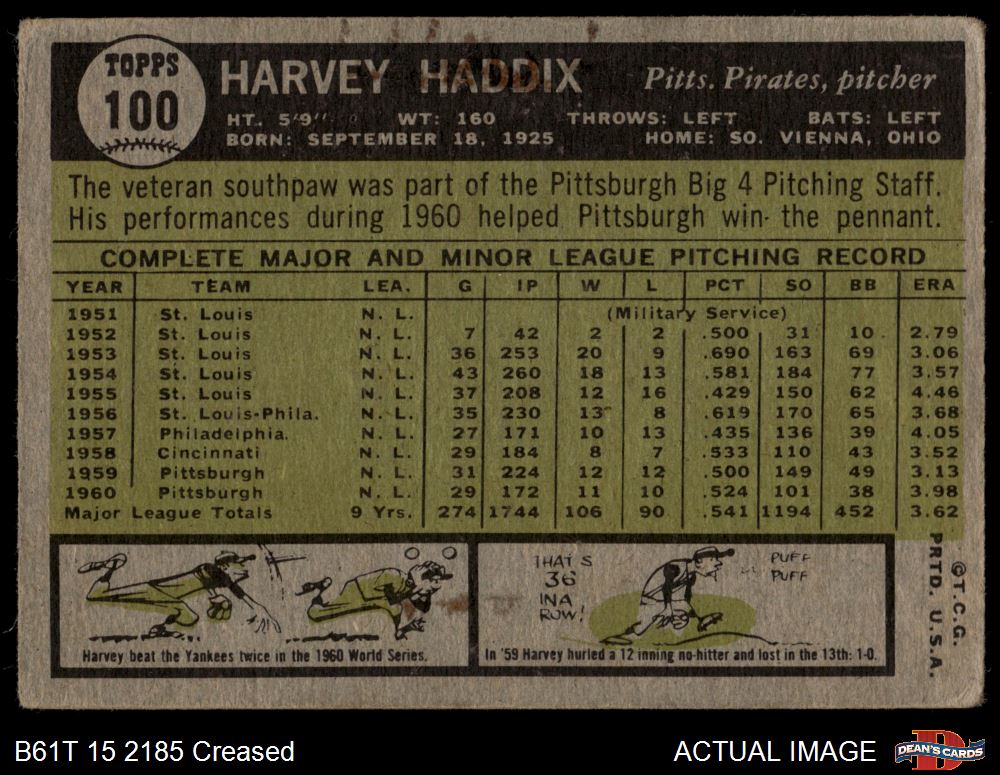 TOPPS
100
HARVEY HADDIX Pitts. Pirates, pitcher
HT. 5'9" WT: 160 THROWS: LEFT BATS: LEFT
BORN: SEPTEMBER 18, 1925 HOME: SO. VIENNA, OHIO
The veteran southpaw was part of the Pittsburgh Big 4 Pitching Staff.
His performances during 1960 helped Pittsburgh win the pennant.
COMPLETE MAJOR AND MINOR LEAGUE PITCHING RECORD
YEAR TEAM LEA. G IP W L PCT SO BB ERA
1951 St. Louis N. L. (Military Service)
1952 St. Louis N. L. 7 42 2 2 .500 31 10 2.79
1953 St. Louis N. L. 36 253 20 9 .690 163 69 3.06
1954 St. Louis N. L. 43 260 18 13 .581 184 77 3.57
1955 St. Louis N. L. 37 208 12 16 .429 150 62 4.46
1956 St. Louis-Phila. N. L. 35 230 13 8 .619 170 65 3.68
1957 Philadelphia N. L. 27 171 10 13 .435 136 39 4.05
1958 Cincinnati N. L. 29 184 8 7 .533 110 43 3.52
1959 Pittsburgh N. L. 31 224 12 12 .500 149 49 3.13
1960 Pittsburgh N. L. 29 172 11 10 .524 101 38 3.98
Major League Totals 9 Yrs. 274 1744 106 90 .541 1194 452 3.62
Harvey beat the Yankees twice in the 1960 World Series.
THAT'S
36
IN A
ROW!
PUFF
PUFF
In '59 Harvey hurled a 12 inning no-hitter and lost in the 13th: 1-0.
©T.C.G.
PRTD. U.S.A.
B61T 15 2185 Creased
ACTUAL IMAGE
DEAN'S CARDS